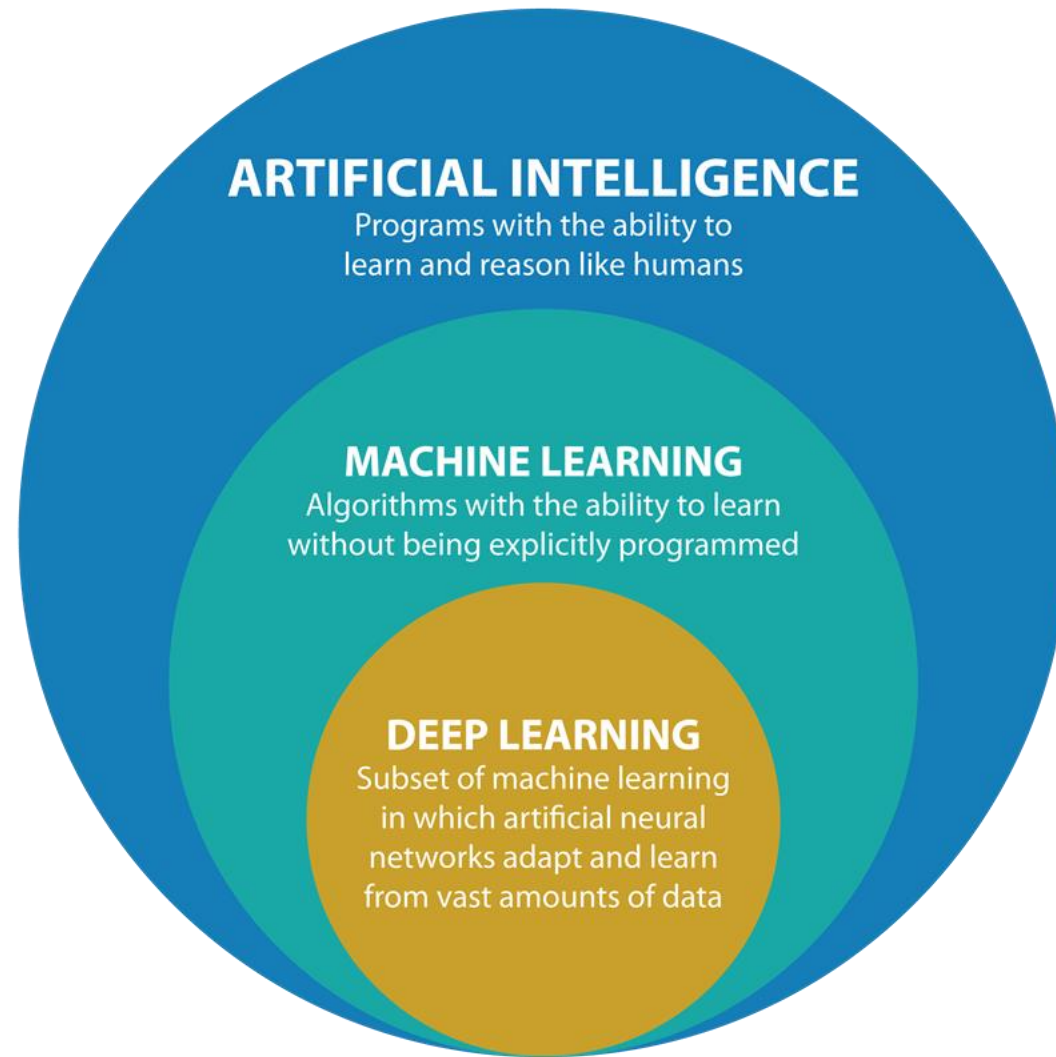 ARTIFICIAL INTELLIGENCE
Programs with the ability to
learn and reason like humans
MACHINE LEARNING
Algorithms with the ability to learn
without being explicitly programmed
DEEP LEARNING
Subset of machine learning
in which artificial neural
networks adapt and learn
from vast amounts of data